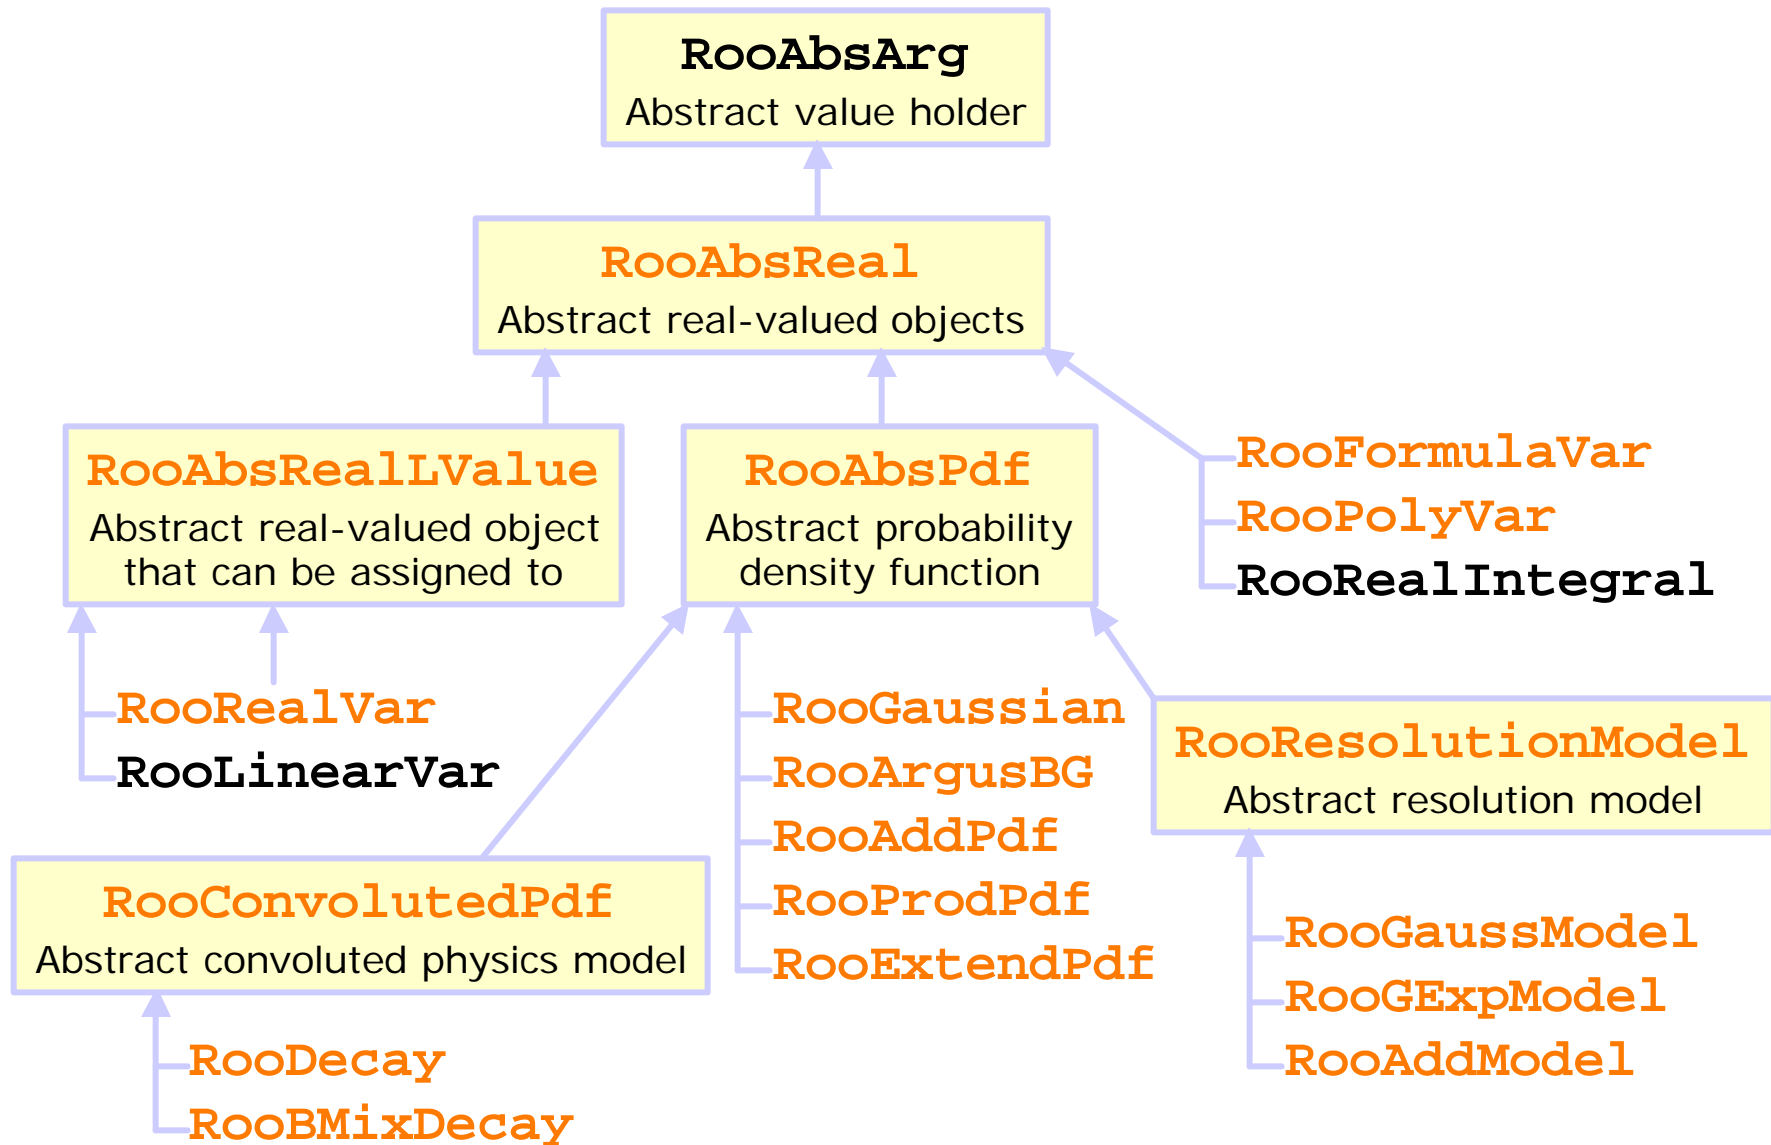 RooAbsArg
Abstract value holder
RooAbsReal
Abstract real-valued objects
RooAbsRealLValue
Abstract real-valued object
that can be assigned to
RooAbsPdf
Abstract probability
density function
RooFormulaVar
RooPolyVar
RooRealIntegral
RooRealVar
RooLinearVar
RooGaussian
RooArgusBG
RooAddPdf
RooProdPdf
RooExtendPdf
RooResolutionModel
Abstract resolution model
RooConvolutedPdf
Abstract convoluted physics model
RooGaussModel
RooGExpModel
RooAddModel
RooDecay
RooBMixDecay